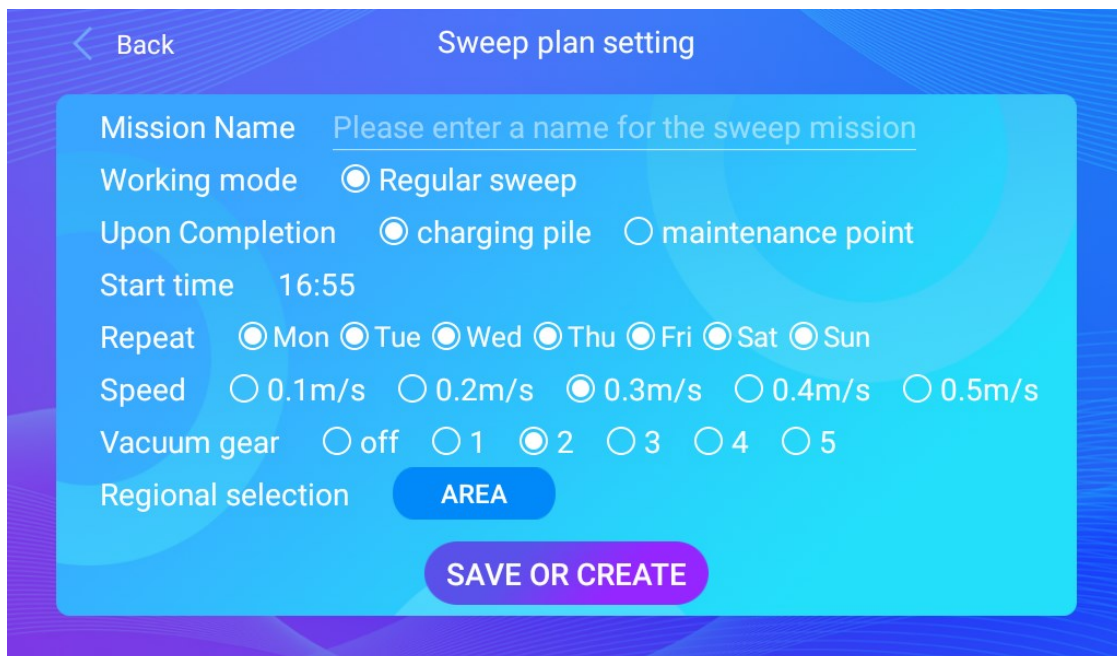 Back Sweep plan setting
Mission Name Please enter a name for the sweep mission
Working mode Regular sweep
Upon Completion charging pile maintenance point
Start time 16:55
Repeat Mon Tue Wed Thu Fri Sat Sun
Speed 0.1m/s 0.2m/s 0.3m/s 0.4m/s 0.5m/s
Vacuum gear off 1 2 3 4 5
Regional selection AREA
SAVE OR CREATE